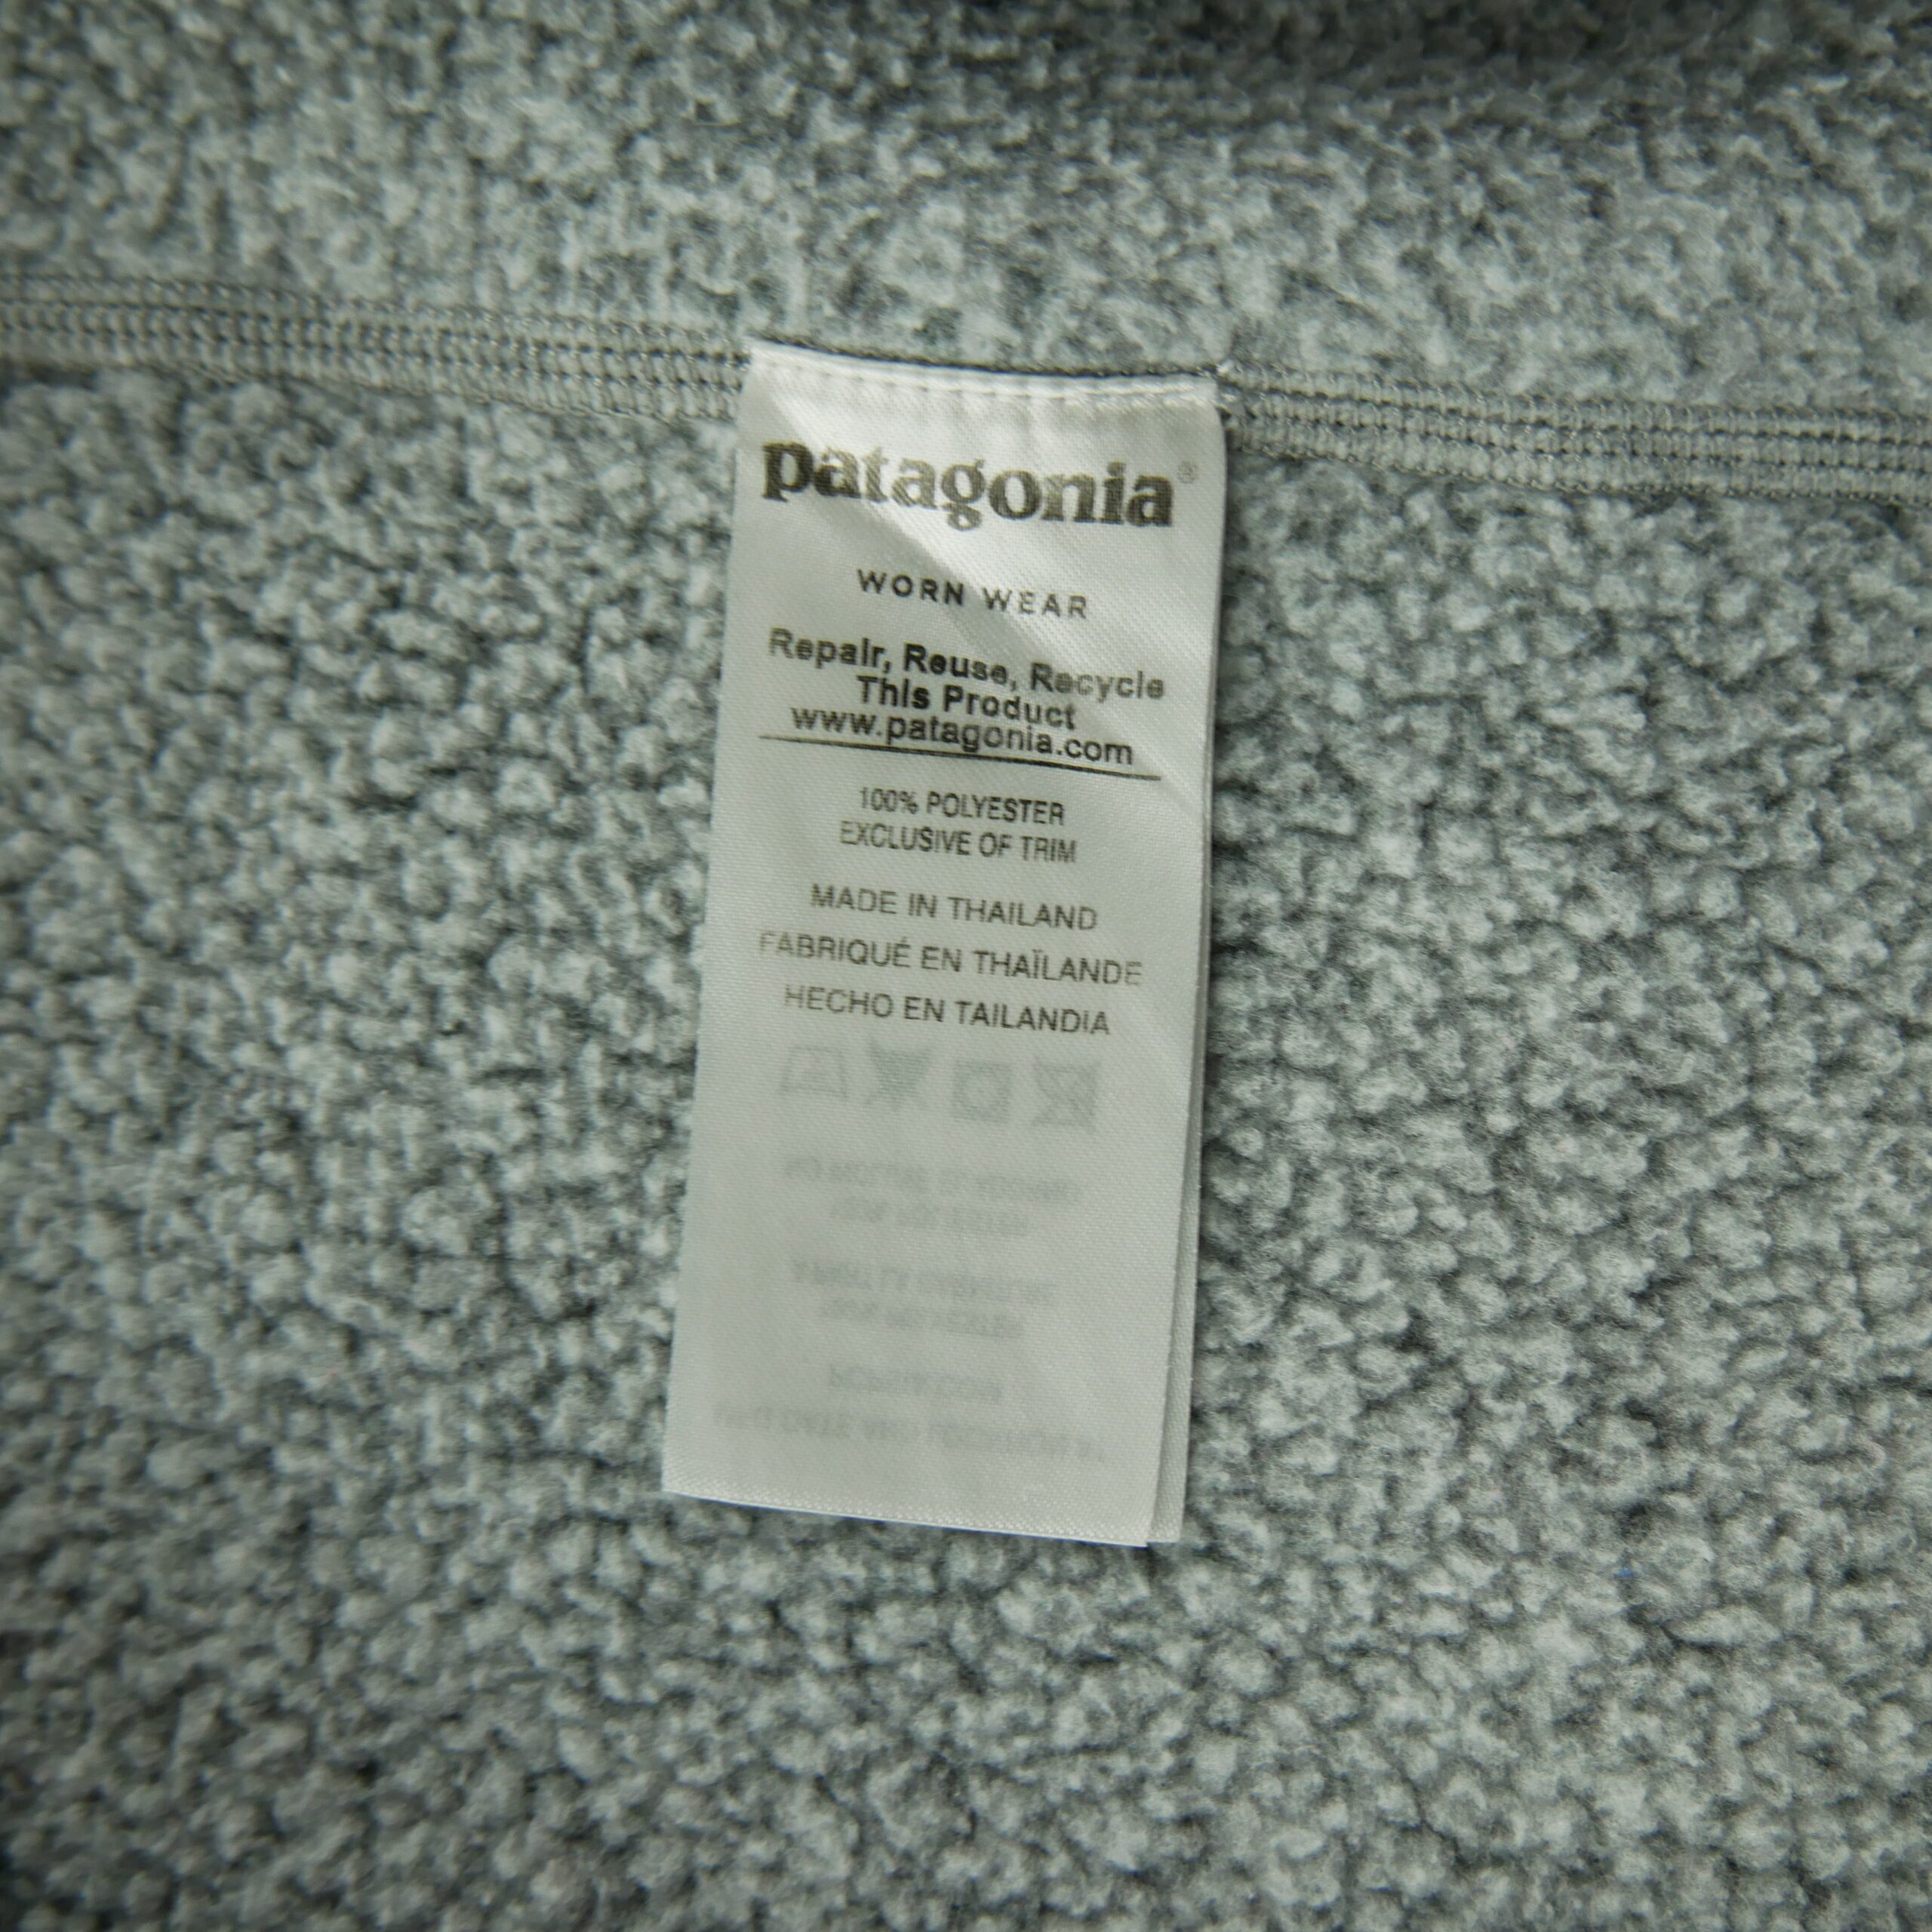 patagonia®
WORN WEAR
Repair, Reuse, Recycle
This Product
www.patagonia.com
100% POLYESTER
EXCLUSIVE OF TRIM
MADE IN THAILAND
FABRIQUÉ EN THAÏLANDE
HECHO EN TAILANDIA